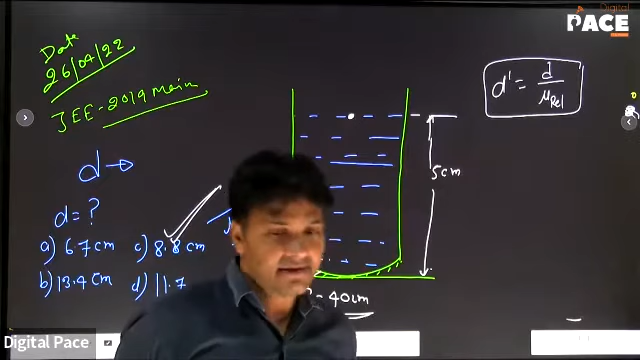 Digital
PACE
Date
26/04/22
JEE-2019 Main
d' = d/μRel
d →
5cm
d = ?
a) 6.7 cm c) 8.8 cm
b) 13.4 cm d) 11.7
= 40cm
Digital Pace